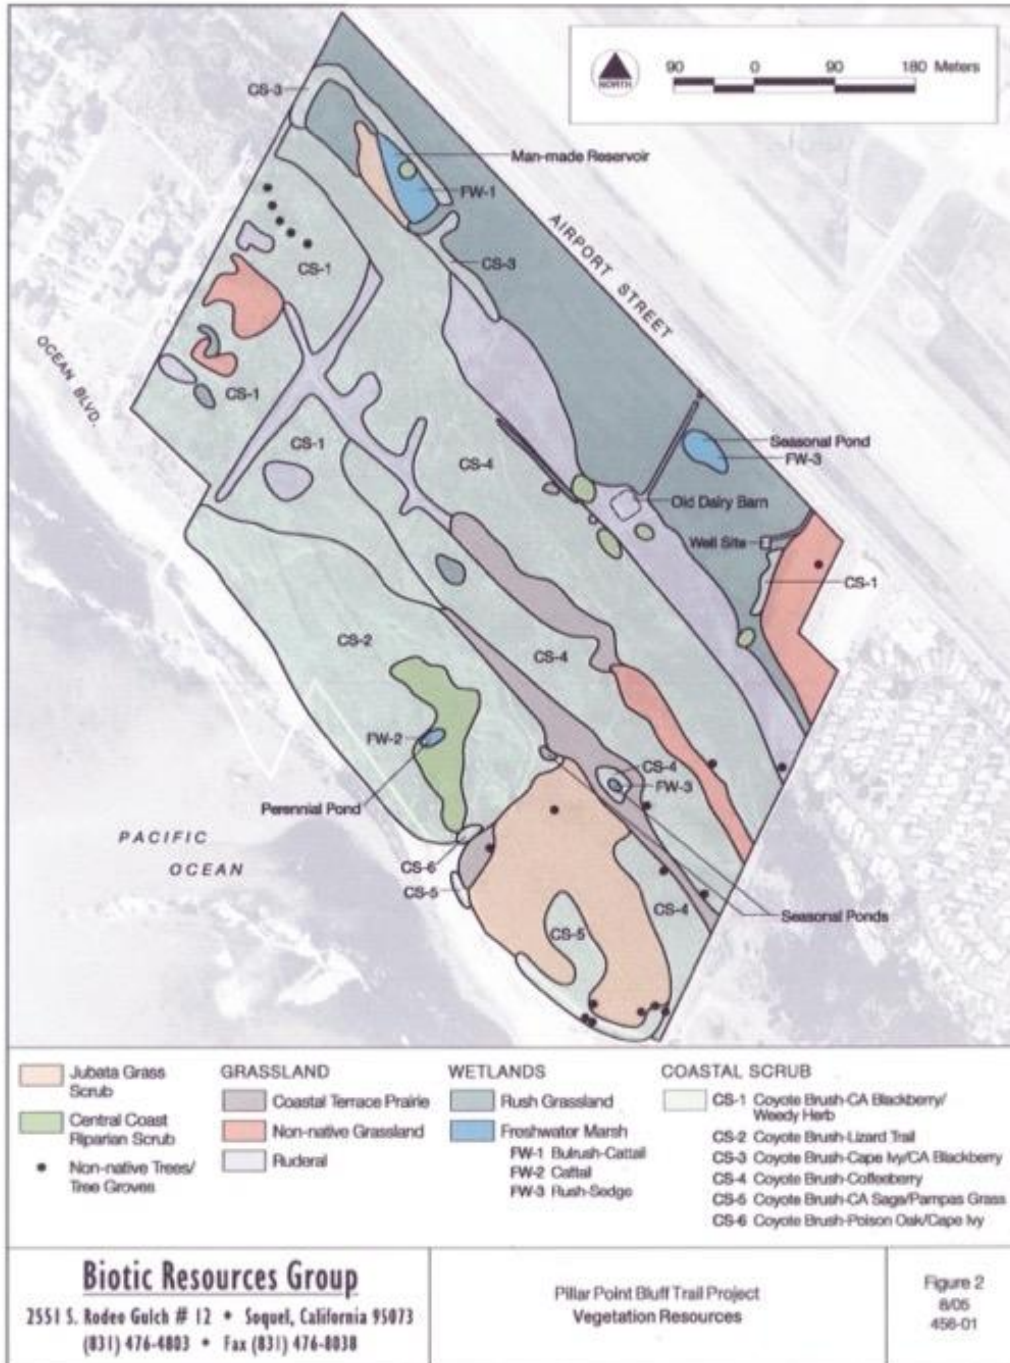 90 0 90 180 Meters
NORTH
CS-3
Man-made Reservoir
FW-1
AIRPORT STREET
CS-3
CS-1
OCEAN BLVD.
CS-1
CS-1
CS-4
Seasonal Pond
FW-3
Old Dairy Barn
Well Site
CS-1
CS-2
CS-4
FW-2
CS-4
FW-3
Perennial Pond
PACIFIC
OCEAN
CS-6
CS-5
CS-4
Seasonal Ponds
CS-5
Jubata Grass
Scrub
Central Coast
Riparian Scrub
Non-native Trees/
Tree Groves
GRASSLAND
Coastal Terrace Prairie
Non-native Grassland
Ruderal
WETLANDS
Rush Grassland
Freshwater Marsh
FW-1 Bulrush-Cattail
FW-2 Cattail
FW-3 Rush-Sedge
COASTAL SCRUB
CS-1 Coyote Brush-CA Blackberry/
Weedy Herb
CS-2 Coyote Brush-Lizard Trail
CS-3 Coyote Brush-Cape Ivy/CA Blackberry
CS-4 Coyote Brush-Coffeeberry
CS-5 Coyote Brush-CA Sage/Pampas Grass
CS-6 Coyote Brush-Poison Oak/Cape Ivy
Biotic Resources Group
2551 S. Rodeo Gulch # 12 • Soquel, California 95073
(831) 476-4803 • Fax (831) 476-8038
Pillar Point Bluff Trail Project
Vegetation Resources
Figure 2
8/05
456-01